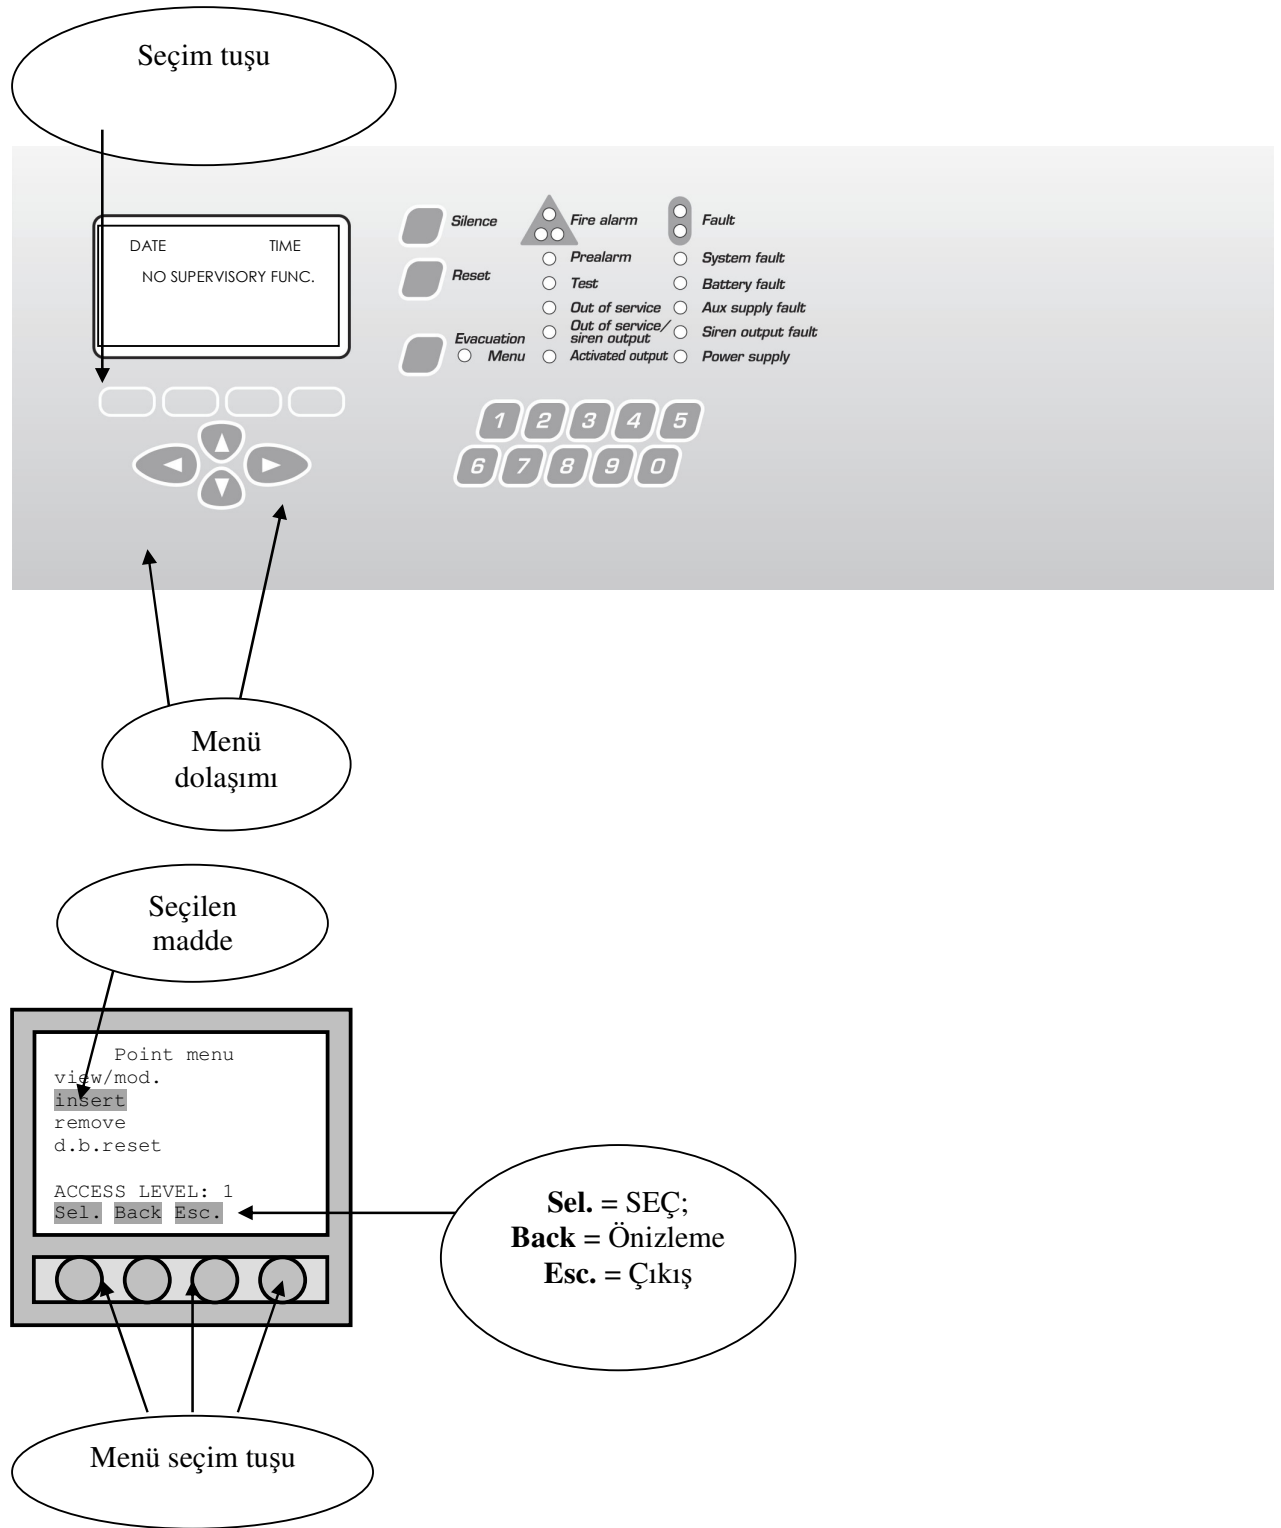 Seçim tuşu
DATE TIME
NO SUPERVISORY FUNC.
Silence
Reset
Evacuation
Menu
Fire alarm
Prealarm
Test
Out of service
Out of service/
siren output
Activated output
Fault
System fault
Battery fault
Aux supply fault
Siren output fault
Power supply
1 2 3 4 5
6 7 8 9 0
Menü
dolaşımı
Seçilen
madde
Point menu
view/mod.
insert
remove
d.b.reset
ACCESS LEVEL: 1
Sel. Back Esc.
Sel. = SEÇ;
Back = Önizleme
Esc. = Çıkış
Menü seçim tuşu